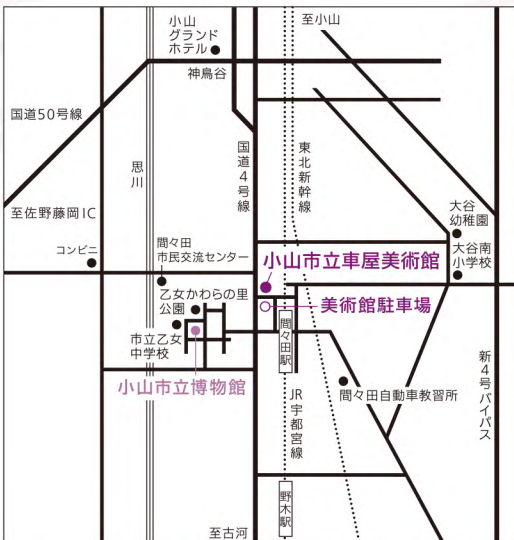 小山
グランド
ホテル
至小山
神鳥谷
国道50号線
思川
国道4号線
東北新幹線
至佐野藤岡IC
大谷
幼稚園
間々田
市民交流センター
コンビニ
小山市立車屋美術館
大谷南
小学校
乙女かわらの里
公園
美術館駐車場
市立乙女
中学校
間々田駅
新4号バイパス
小山市立博物館
JR宇都宮線
間々田自動車教習所
野木駅
至古河